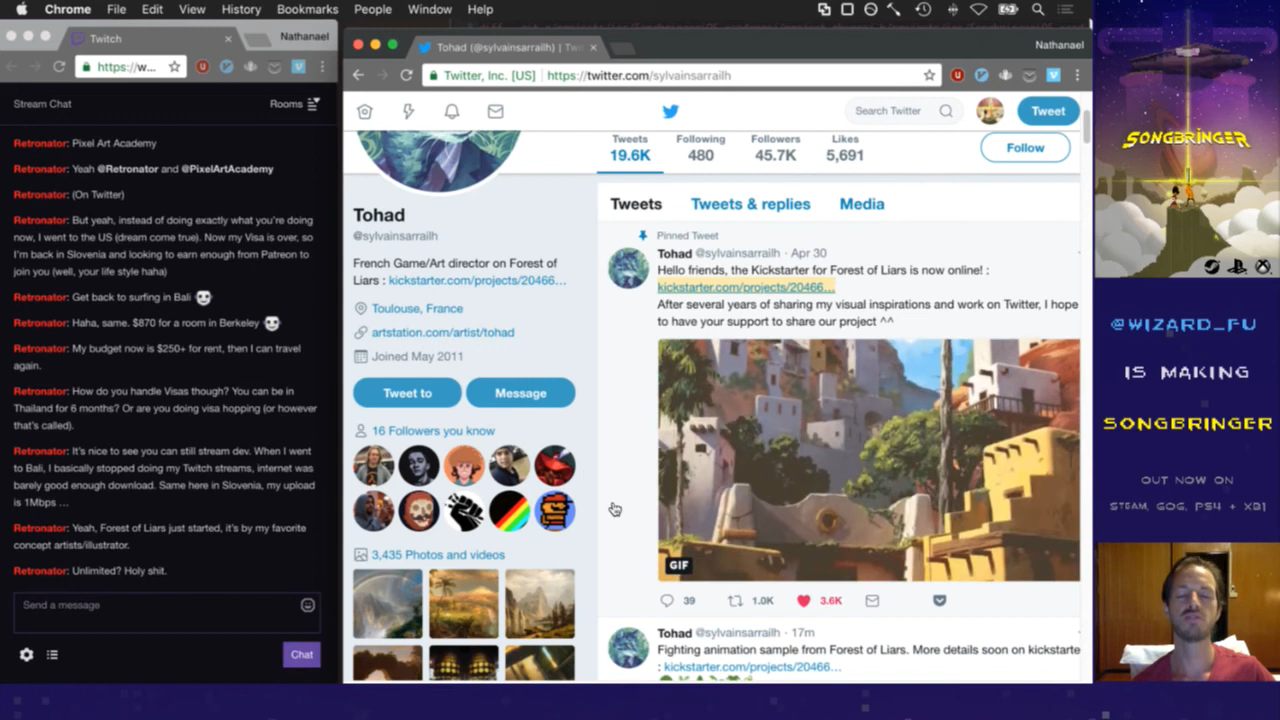 Chrome File Edit View History Bookmarks People Window Help
Twitch
Nathanael
https://w...
Stream Chat
Rooms
Retronator: Pixel Art Academy
Retronator: Yeah @Retronator and @PixelArtAcademy
Retronator: (On Twitter)
Retronator: But yeah, instead of doing exactly what you're doing
now, I went to the US (dream come true). Now my Visa is over, so
I'm back in Slovenia and looking to earn enough from Patreon to
join you (well, your life style haha)
Retronator: Get back to surfing in Bali
Retronator: Haha, same. $870 for a room in Berkeley
Retronator: My budget now is $250+ for rent, then I can travel
again.
Retronator: How do you handle Visas though? You can be in
Thailand for 6 months? Or are you doing visa hopping (or however
that's called).
Retronator: It's nice to see you can still stream dev. When I went
to Bali, I basically stopped doing my Twitch streams, internet was
barely good enough download. Same here in Slovenia, my upload
is 1Mbps ...
Retronator: Yeah, Forest of Liars just started, it's by my favorite
concept artists/illustrator.
Retronator: Unlimited? Holy shit.
Send a message
Chat
Tohad (@sylvainsarrailh) | Twi
Nathanael
Twitter, Inc. [US] https://twitter.com/sylvainsarrailh
Search Twitter
Tweet
Tweets Following Followers Likes
19.6K 480 45.7K 5,691
Follow
Tohad
@sylvainsarrailh
French Game/Art director on Forest of
Liars : kickstarter.com/projects/20466...
Toulouse, France
artstation.com/artist/tohad
Joined May 2011
Tweet to
Message
16 Followers you know
3,435 Photos and videos
Tweets Tweets & replies Media
Pinned Tweet
Tohad @sylvainsarrailh · Apr 30
Hello friends, the Kickstarter for Forest of Liars is now online! :
kickstarter.com/projects/20466...
After several years of sharing my visual inspirations and work on Twitter, I hope
to have your support to share our project ^^
GIF
39 1.0K 3.6K
Tohad @sylvainsarrailh · 17m
Fighting animation sample from Forest of Liars. More details soon on kickstarte
: kickstarter.com/projects/20466...
SONGBRINGER
@WIZARD_FU
IS MAKING
SONGBRINGER
OUT NOW ON
STEAM, GOG, PS4 + XB1